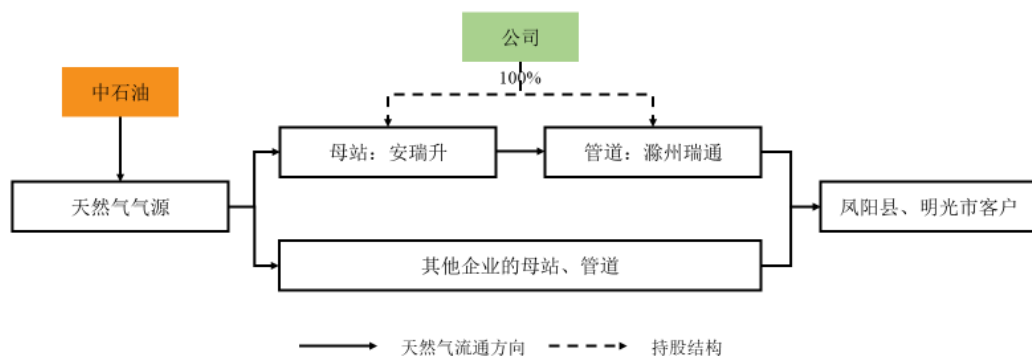 公司
100%
中石油
母站：安瑞升
管道：滁州瑞通
天然气气源
凤阳县、明光市客户
其他企业的母站、管道
天然气流通方向
持股结构